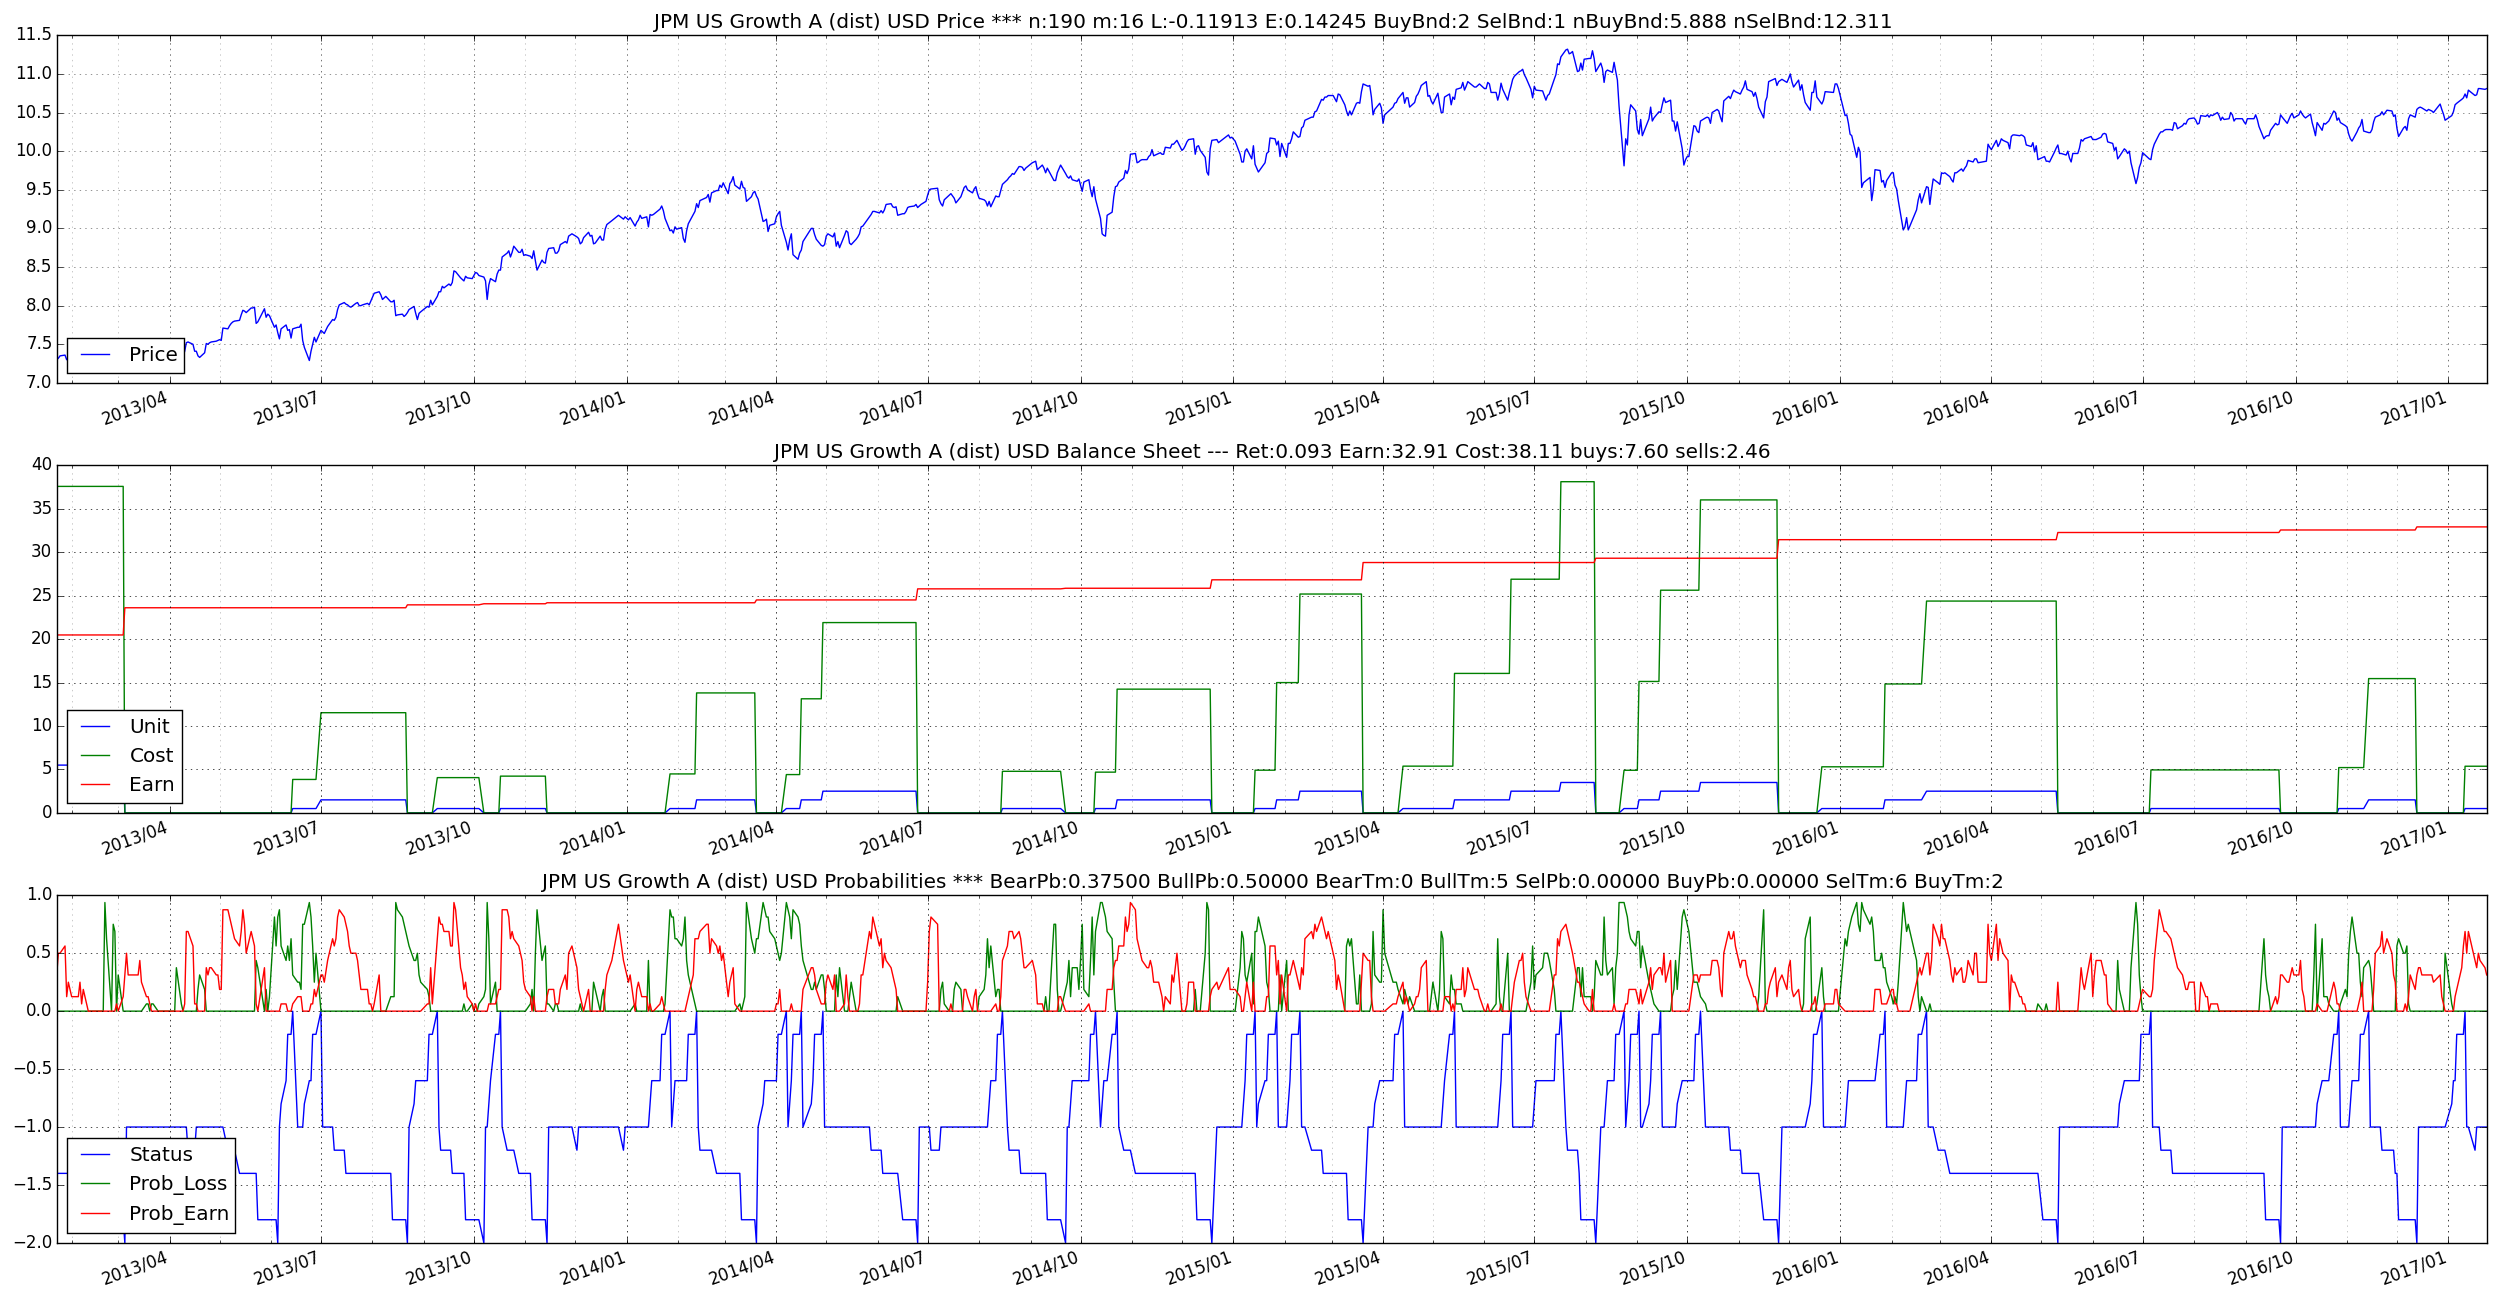 JPM US Growth A (dist) USD Price *** n:190 m:16 L:-0.11913 E:0.14245 BuyBnd:2 SelBnd:1 nBuyBnd:5.888 nSelBnd:12.311
11.5
11.0
10.5
10.0
9.5
9.0
8.5
8.0
7.5
7.0
Price
2013/04 2013/07 2013/10 2014/01 2014/04 2014/07 2014/10 2015/01 2015/04 2015/07 2015/10 2016/01 2016/04 2016/07 2016/10 2017/01
JPM US Growth A (dist) USD Balance Sheet --- Ret:0.093 Earn:32.91 Cost:38.11 buys:7.60 sells:2.46
40
35
30
25
20
15
10
5
0
Unit
Cost
Earn
2013/04 2013/07 2013/10 2014/01 2014/04 2014/07 2014/10 2015/01 2015/04 2015/07 2015/10 2016/01 2016/04 2016/07 2016/10 2017/01
JPM US Growth A (dist) USD Probabilities *** BearPb:0.37500 BullPb:0.50000 BearTm:0 BullTm:5 SelPb:0.00000 BuyPb:0.00000 SelTm:6 BuyTm:2
1.0
0.5
0.0
−0.5
−1.0
−1.5
−2.0
Status
Prob_Loss
Prob_Earn
2013/04 2013/07 2013/10 2014/01 2014/04 2014/07 2014/10 2015/01 2015/04 2015/07 2015/10 2016/01 2016/04 2016/07 2016/10 2017/01